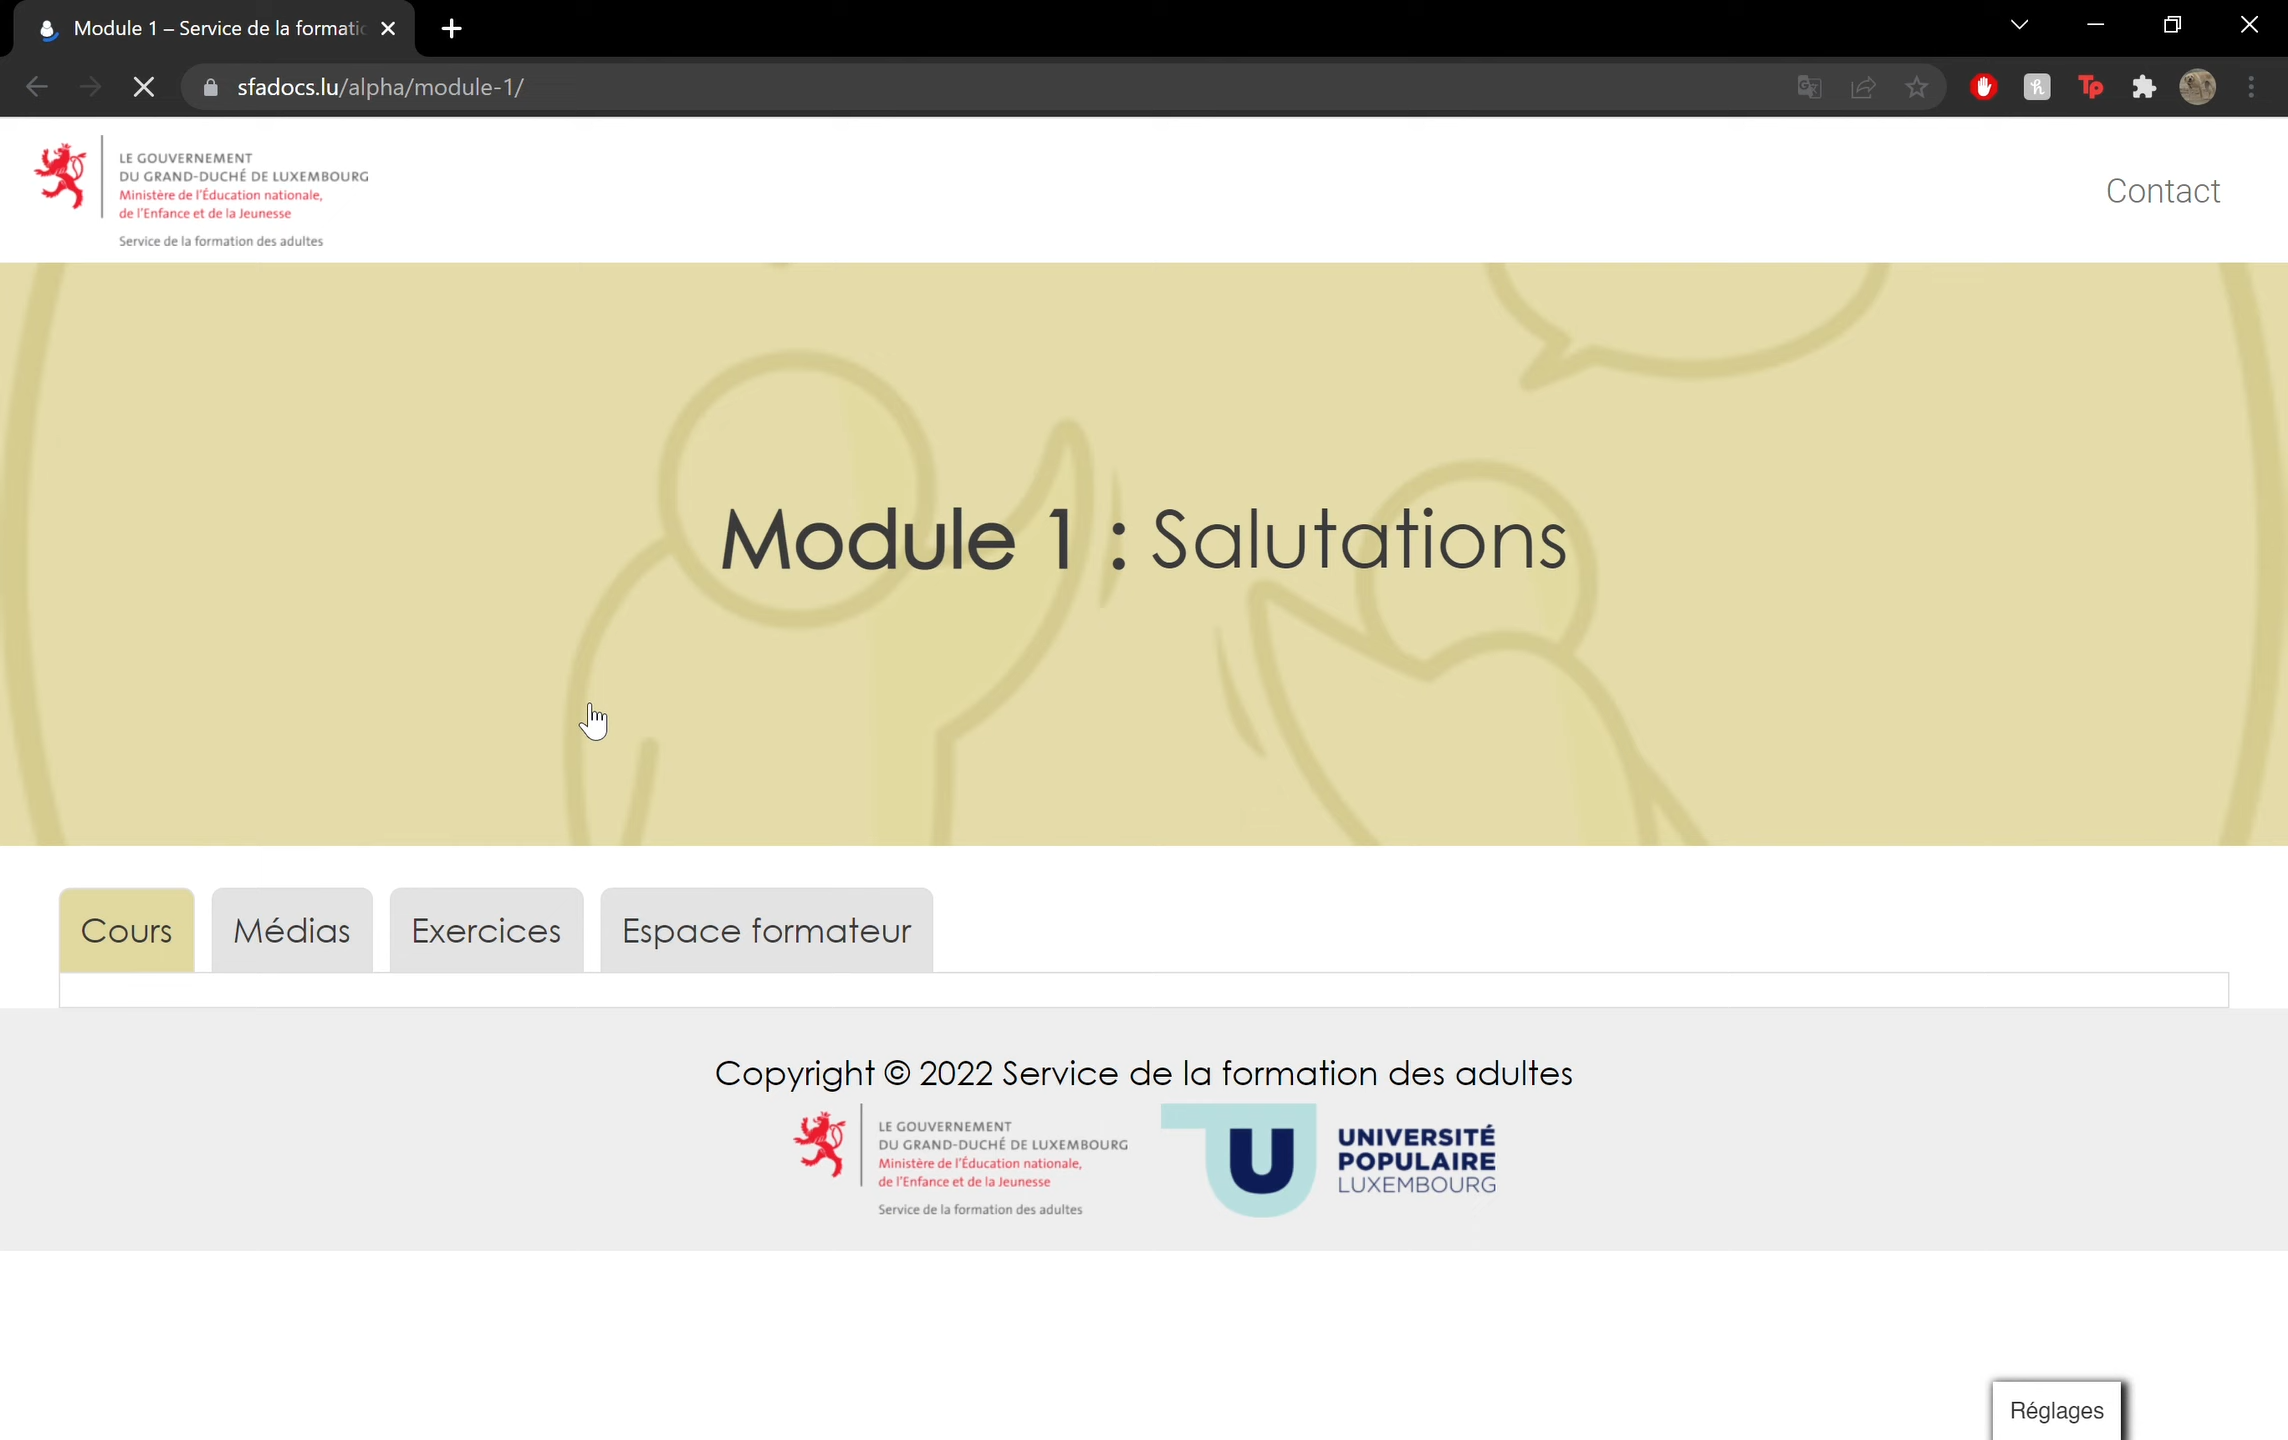 Module 1 – Service de la formatic
sfadocs.lu/alpha/module-1/
LE GOUVERNEMENT
DU GRAND-DUCHÉ DE LUXEMBOURG
Ministère de l'Éducation nationale,
de l'Enfance et de la Jeunesse
Service de la formation des adultes
Contact
Module 1 : Salutations
Cours Médias Exercices Espace formateur
Copyright © 2022 Service de la formation des adultes
LE GOUVERNEMENT
DU GRAND-DUCHÉ DE LUXEMBOURG
Ministère de l'Éducation nationale,
de l'Enfance et de la Jeunesse
Service de la formation des adultes
U
UNIVERSITÉ
POPULAIRE
LUXEMBOURG
Réglages